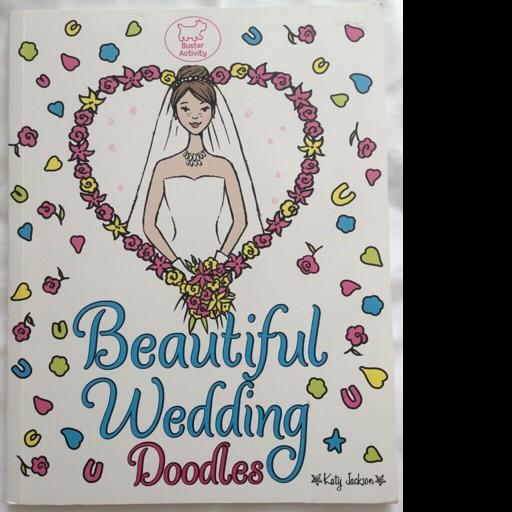 Buster
Activity
Beautiful
Wedding
Doodles
Katy Jackson